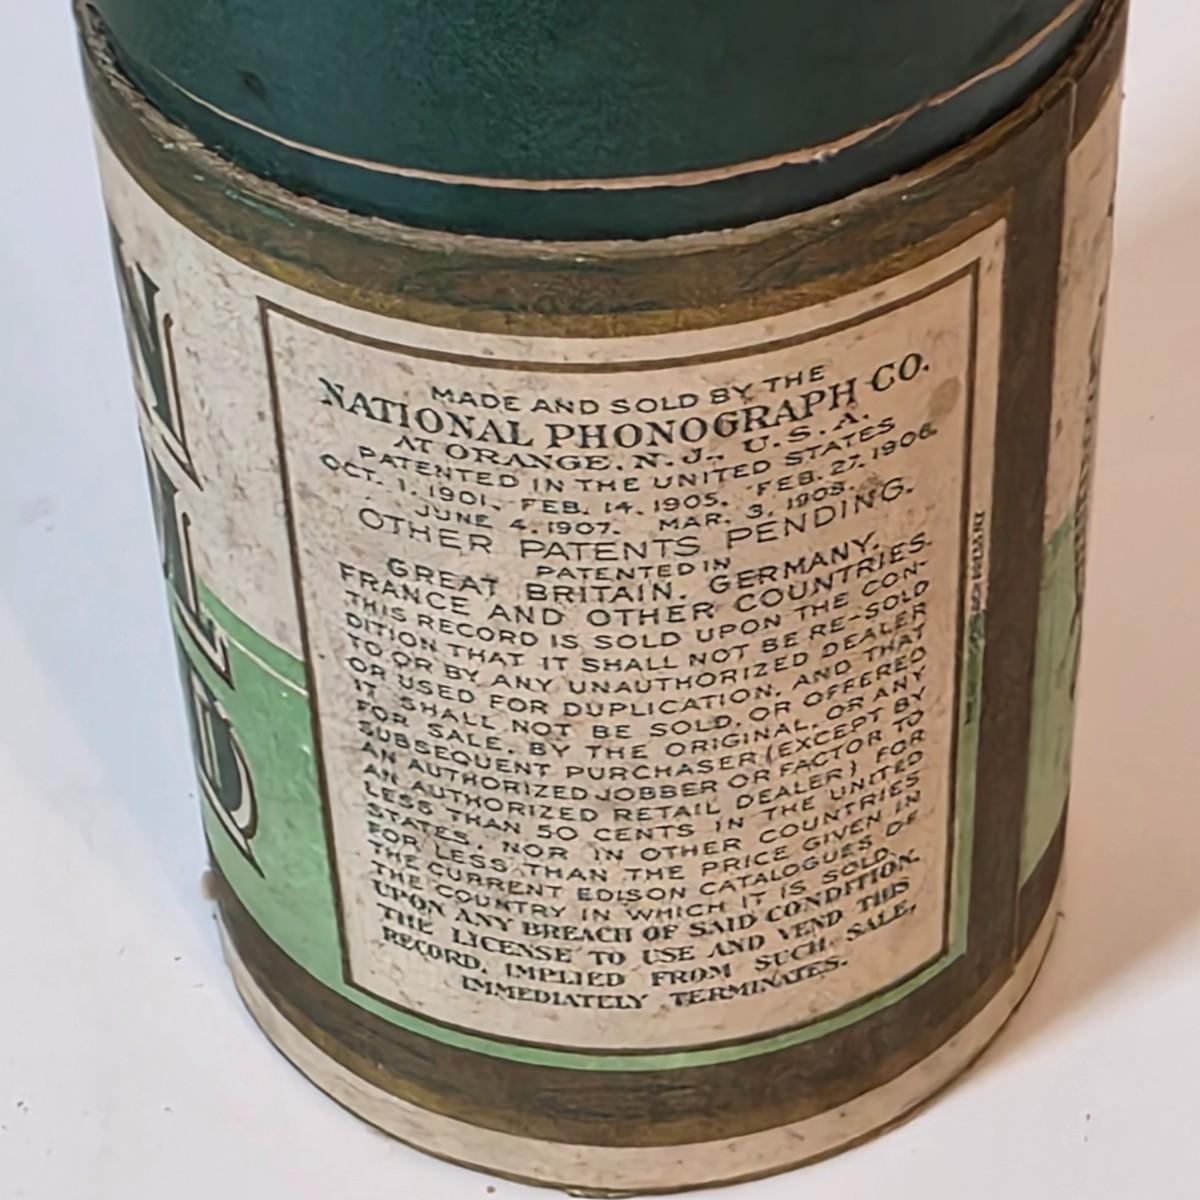 MADE AND SOLD BY THE
NATIONAL PHONOGRAPH CO.
AT ORANGE, N.J., U.S.A.
PATENTED IN THE UNITED STATES
OCT. 1, 1901, FEB. 14, 1905, FEB. 27, 1906.
JUNE 4, 1907. MAR. 3, 1908.
OTHER PATENTS PENDING.
PATENTED IN
GREAT BRITAIN, GERMANY,
FRANCE AND OTHER COUNTRIES.
THIS RECORD IS SOLD UPON THE CON-
DITION THAT IT SHALL NOT BE RE-SOLD
TO OR BY ANY UNAUTHORIZED DEALER
OR USED FOR DUPLICATION, AND THAT
IT SHALL NOT BE SOLD, OR OFFERED
FOR SALE, BY THE ORIGINAL, OR ANY
SUBSEQUENT PURCHASER (EXCEPT BY
AN AUTHORIZED JOBBER OR FACTOR TO
AN AUTHORIZED RETAIL DEALER) FOR
LESS THAN 50 CENTS IN THE UNITED
STATES, NOR IN OTHER COUNTRIES
FOR LESS THAN THE PRICE GIVEN IN
THE CURRENT EDISON CATALOGUES OF
THE COUNTRY IN WHICH IT IS SOLD.
UPON ANY BREACH OF SAID CONDITION,
THE LICENSE TO USE AND VEND THIS
RECORD, IMPLIED FROM SUCH SALE,
IMMEDIATELY TERMINATES.
N
L
D